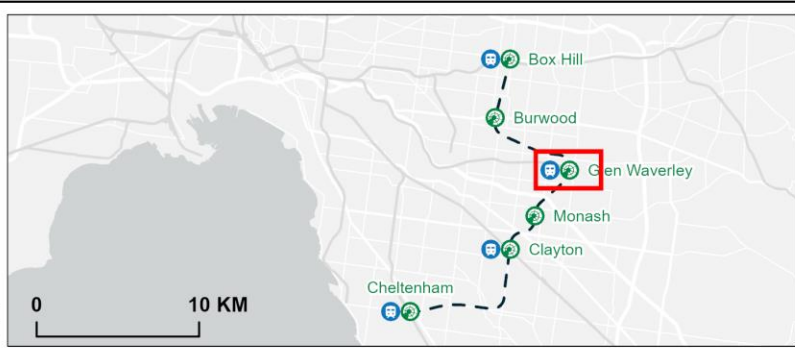 Box Hill
Burwood
Glen Waverley
Monash
Clayton
Cheltenham
0 10 KM